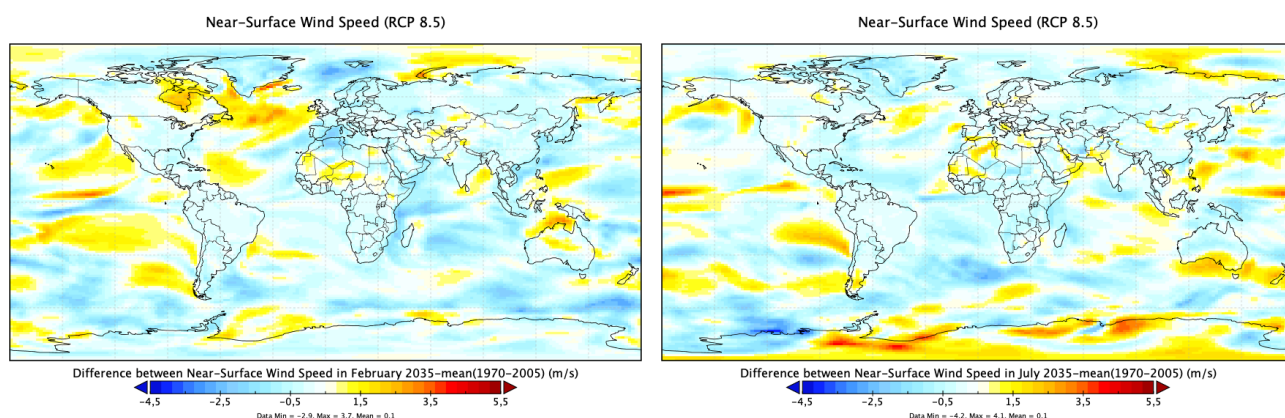 Near-Surface Wind Speed (RCP 8.5)
Difference between Near-Surface Wind Speed in February 2035-mean(1970-2005) (m/s)
-4,5 -2,5 -0,5 1,5 3,5 5,5
Data Min = -2.9, Max = 3.7, Mean = 0.1
Near-Surface Wind Speed (RCP 8.5)
Difference between Near-Surface Wind Speed in July 2035-mean(1970-2005) (m/s)
-4,5 -2,5 -0,5 1,5 3,5 5,5
Data Min = -4.2, Max = 4.1, Mean = 0.1